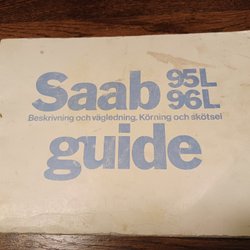 Saab 95L
96L
Beskrivning och vägledning. Körning och skötsel
guide